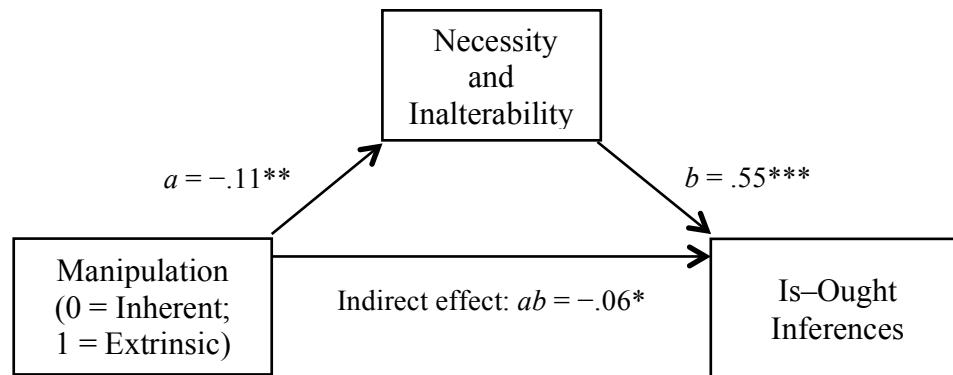 Necessity
and
Inalterability
a = −.11**
b = .55***
Manipulation
(0 = Inherent;
1 = Extrinsic)
Indirect effect: ab = −.06*
Is–Ought
Inferences